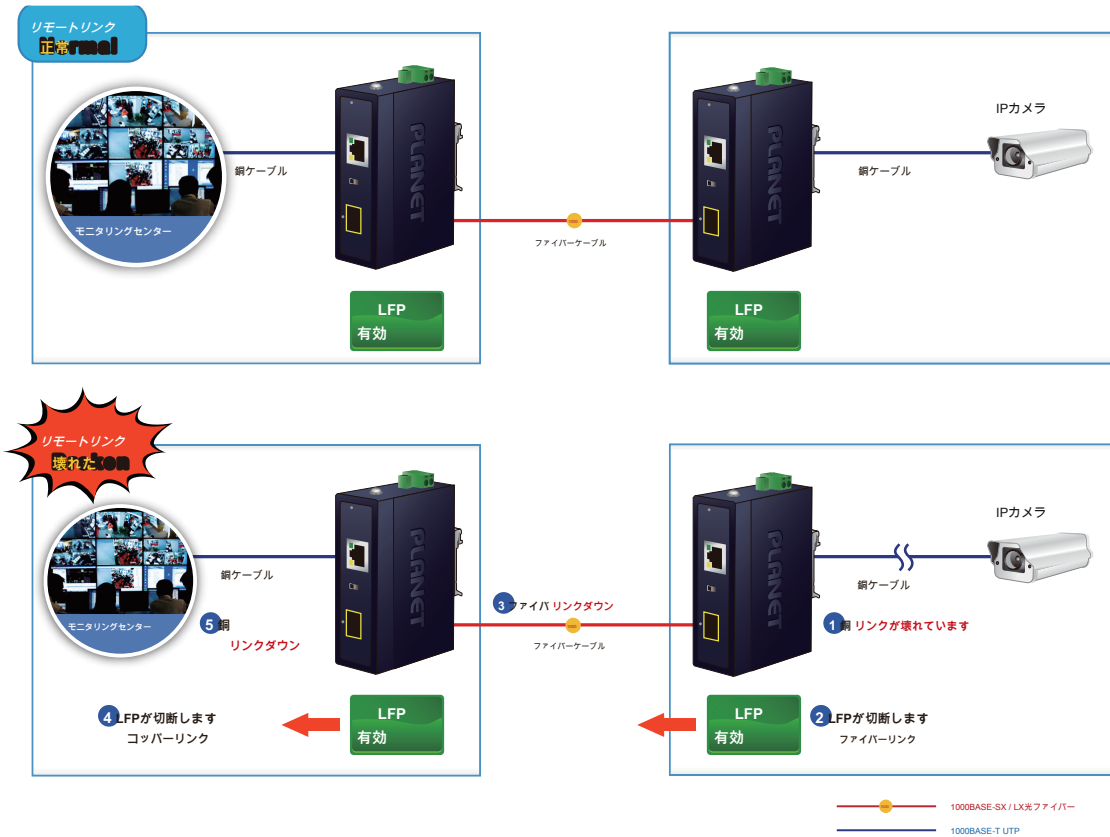 リモートリンク
正常
IPカメラ
PLANET
PLANET
銅ケーブル
銅ケーブル
モニタリングセンター
ファイバーケーブル
LFP
有効
LFP
有効
リモートリンク
壊れた
IPカメラ
PLANET
PLANET
銅ケーブル
銅ケーブル
3 ファイバ リンクダウン
モニタリングセンター
5 銅
リンクダウン
1 銅 リンクが壊れています
ファイバーケーブル
4 LFPが切断します
コッパーリンク
LFP
有効
LFP
有効
2 LFPが切断します
ファイバーリンク
1000BASE-SX / LX光ファイバー
1000BASE-T UTP